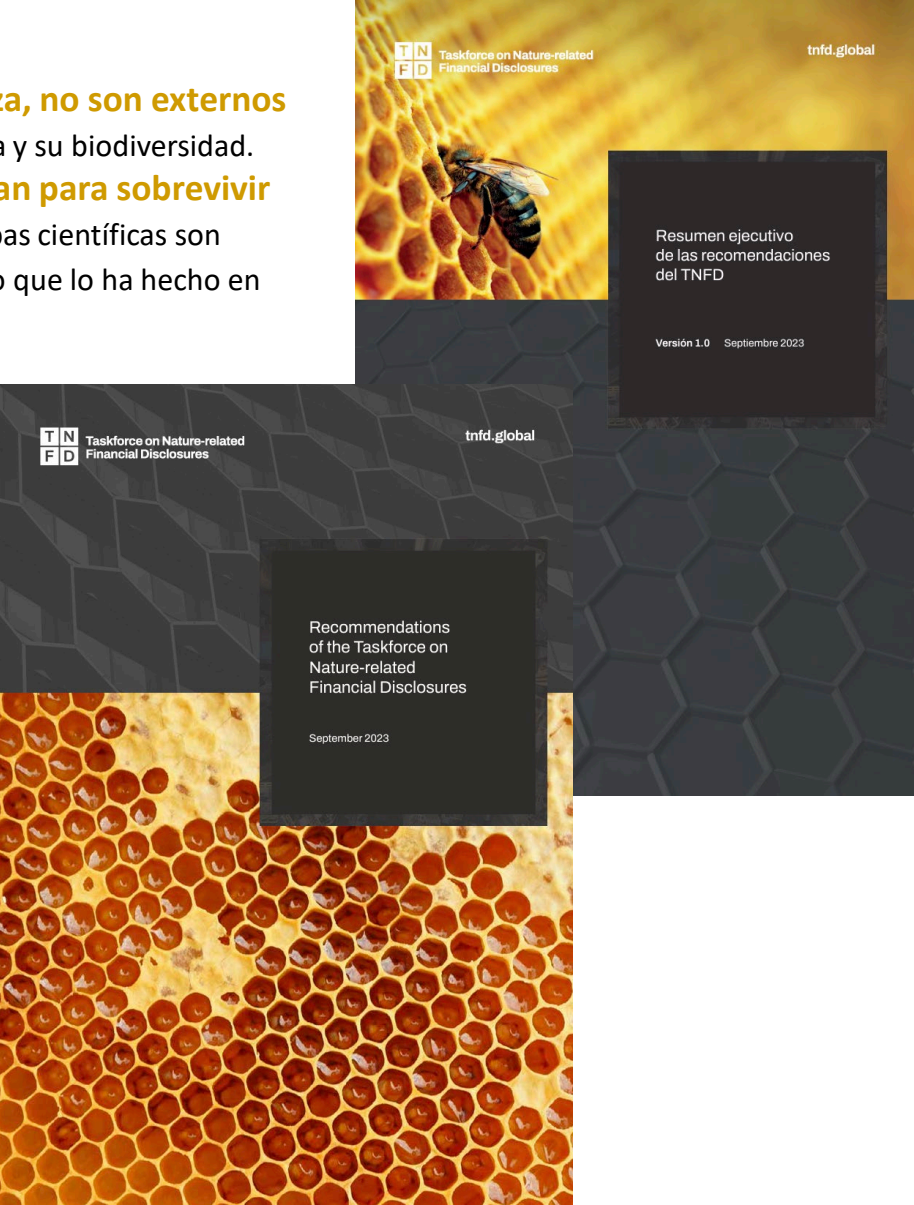 za, no son externos
a y su biodiversidad.
an para sobrevivir
bas científicas son
o que lo ha hecho en
T N
F D
Taskforce on Nature-related
Financial Disclosures
tnfd.global
Resumen ejecutivo
de las recomendaciones
del TNFD
Versión 1.0 Septiembre 2023
T N
F D
Taskforce on Nature-related
Financial Disclosures
tnfd.global
Recommendations
of the Taskforce on
Nature-related
Financial Disclosures
September 2023